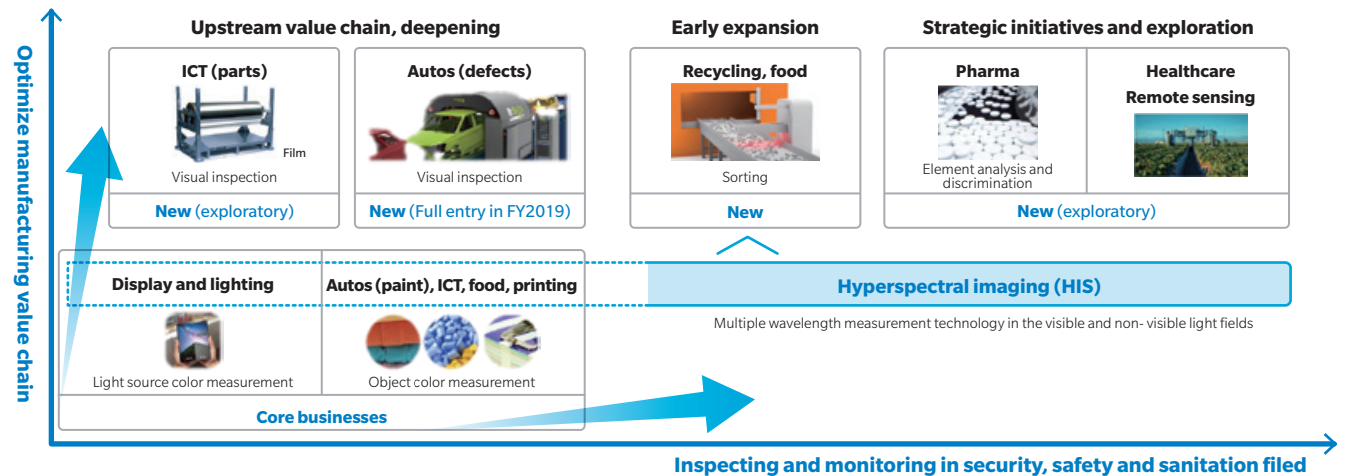 Optimize manufacturing value chain
Upstream value chain, deepening
ICT (parts)
Film
Visual inspection
New (exploratory)
Autos (defects)
Visual inspection
New (Full entry in FY2019)
Early expansion
Recycling, food
Sorting
New
Strategic initiatives and exploration
Pharma
Element analysis and
discrimination
Healthcare
Remote sensing
New (exploratory)
Display and lighting
Light source color measurement
Autos (paint), ICT, food, printing
Object color measurement
Core businesses
Hyperspectral imaging (HIS)
Multiple wavelength measurement technology in the visible and non- visible light fields
Inspecting and monitoring in security, safety and sanitation filed